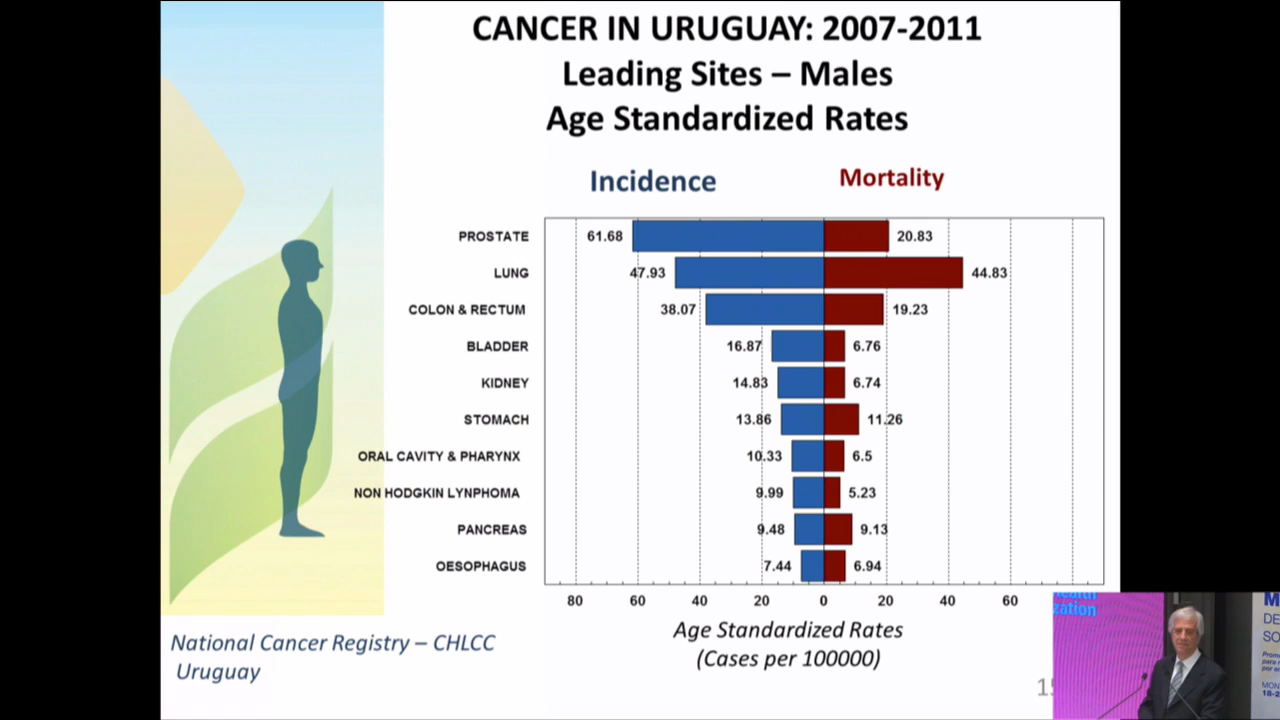 CANCER IN URUGUAY: 2007-2011
Leading Sites – Males
Age Standardized Rates
Incidence Mortality
PROSTATE 61.68 20.83
LUNG 47.93 44.83
COLON & RECTUM 38.07 19.23
BLADDER 16.87 6.76
KIDNEY 14.83 6.74
STOMACH 13.86 11.26
ORAL CAVITY & PHARYNX 10.33 6.5
NON HODGKIN LYMPHOMA 9.99 5.23
PANCREAS 9.48 9.13
OESOPHAGUS 7.44 6.94
80 60 40 20 0 20 40 60
Age Standardized Rates
(Cases per 100000)
National Cancer Registry – CHLCC
Uruguay